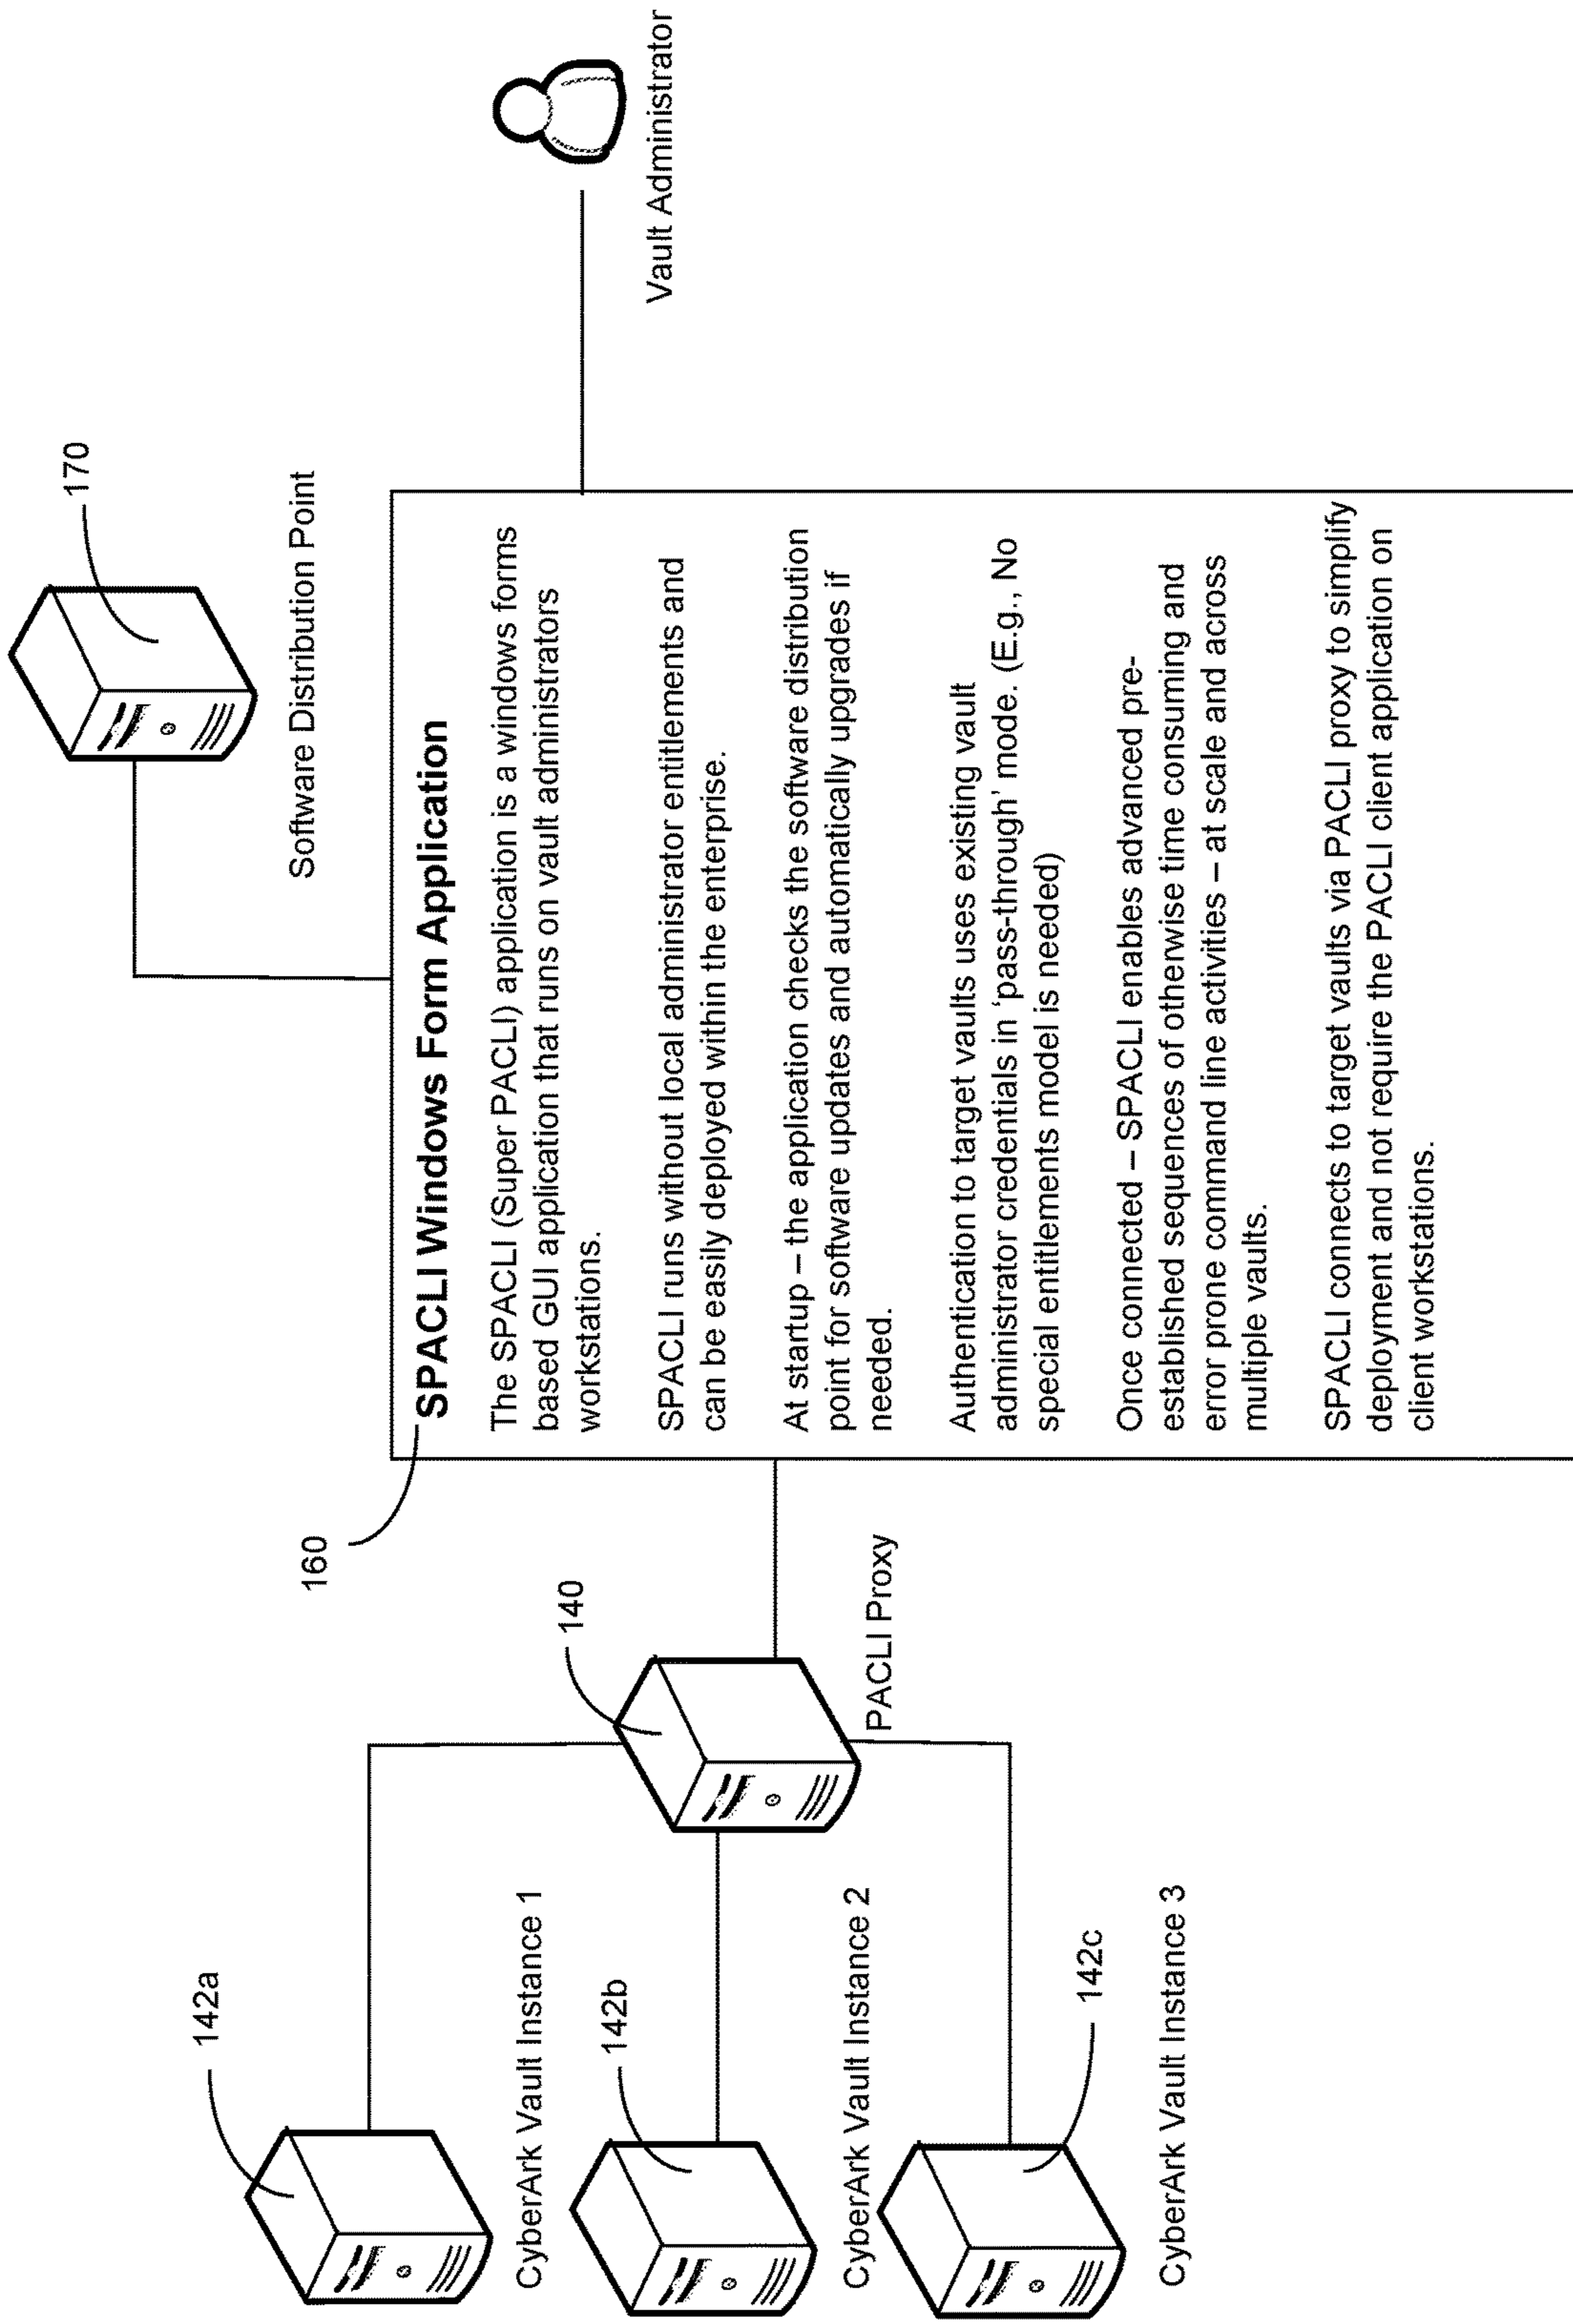 170
Software Distribution Point
Vault Administrator
160
SPACLI Windows Form Application
The SPACLI (Super PACLI) application is a windows forms
based GUI application that runs on vault administrators
workstations.
SPACLI runs without local administrator entitlements and
can be easily deployed within the enterprise.
At startup – the application checks the software distribution
point for software updates and automatically upgrades if
needed.
Authentication to target vaults uses existing vault
administrator credentials in ‘pass-through’ mode. (E.g., No
special entitlements model is needed)
Once connected – SPACLI enables advanced pre-
established sequences of otherwise time consuming and
error prone command line activities – at scale and across
multiple vaults.
SPACLI connects to target vaults via PACLI proxy to simplify
deployment and not require the PACLI client application on
client workstations.
140
PACLI Proxy
142a
CyberArk Vault Instance 1
142b
CyberArk Vault Instance 2
142c
CyberArk Vault Instance 3